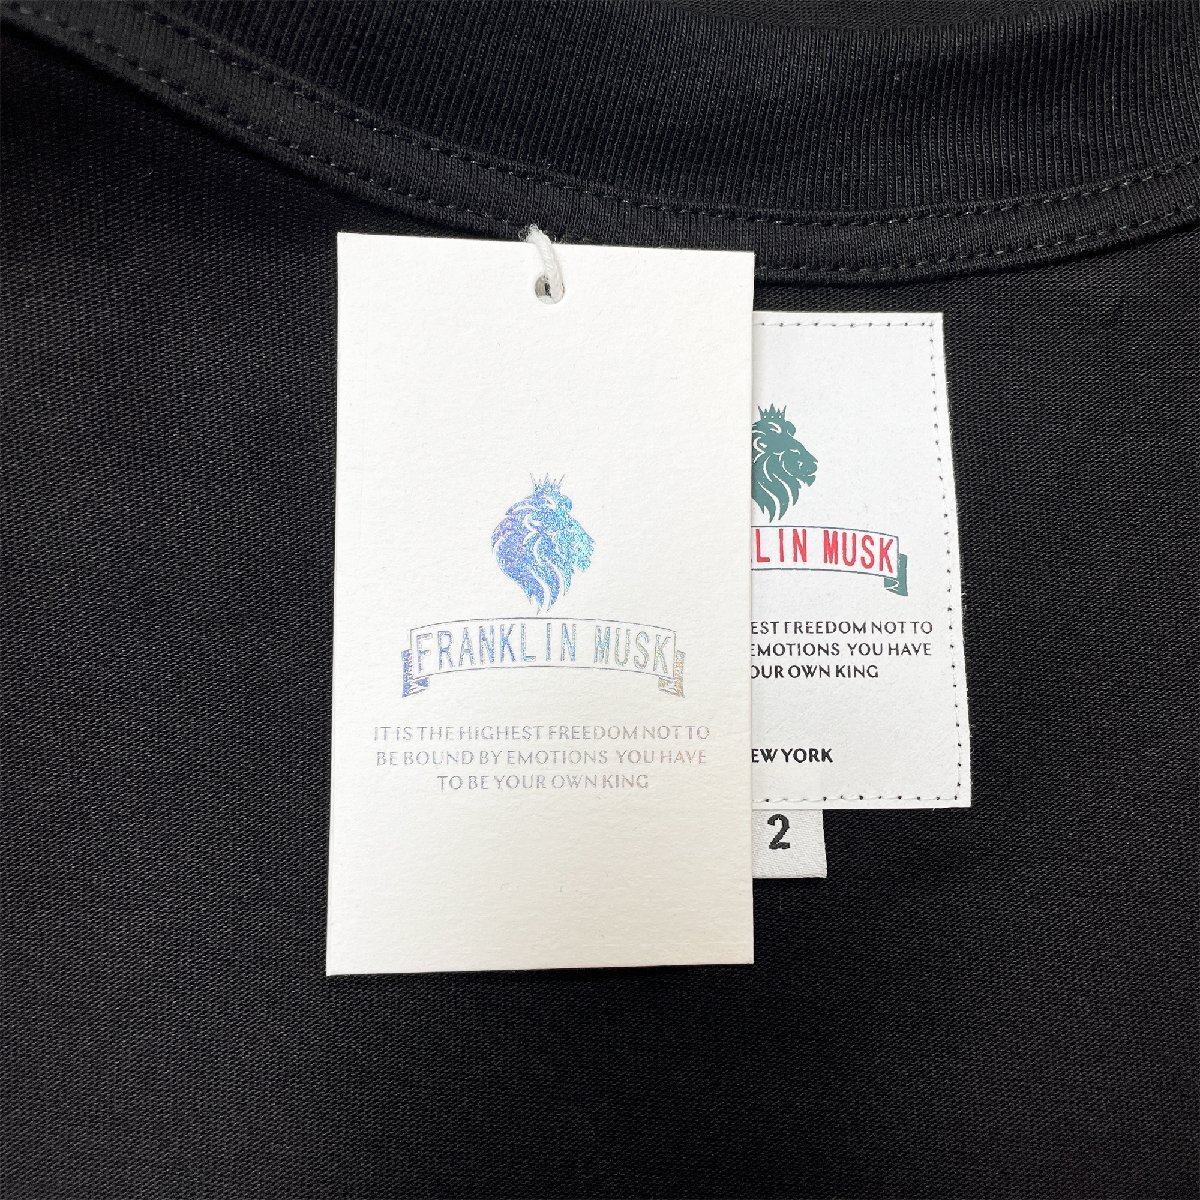 FRANKLIN MUSK
IT IS THE HIGHEST FREEDOM NOT TO
BE BOUND BY EMOTIONS YOU HAVE
TO BE YOUR OWN KING
LIN MUSK
EST FREEDOM NOT TO
EMOTIONS YOU HAVE
OUR OWN KING
EW YORK
2